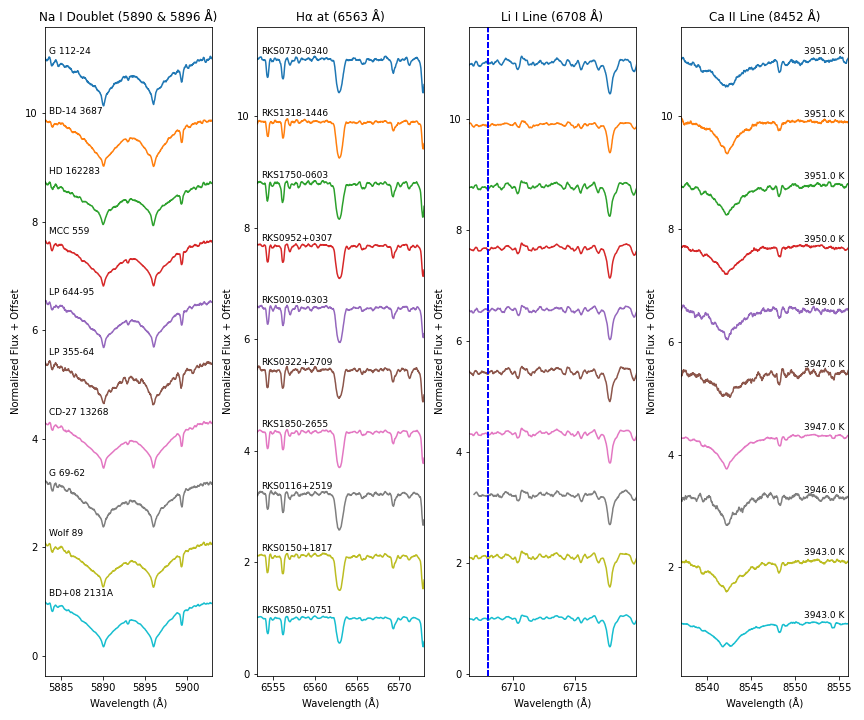 Na I Doublet (5890 & 5896 Å)
Hα at (6563 Å)
Li I Line (6708 Å)
Ca II Line (8452 Å)
G 112-24
RKS0730-0340
3951.0 K
BD-14 3687
RKS1318-1446
3951.0 K
HD 162283
RKS1750-0603
3951.0 K
MCC 559
RKS0952+0307
3950.0 K
LP 644-95
RKS0019-0303
3949.0 K
LP 355-64
RKS0322+2709
3947.0 K
CD-27 13268
RKS1850-2655
3947.0 K
G 69-62
RKS0116+2519
3946.0 K
Wolf 89
RKS0150+1817
3943.0 K
BD+08 2131A
RKS0850+0751
3943.0 K
Normalized Flux + Offset
0
2
4
6
8
10
5885 5890 5895 5900
Wavelength (Å)
Normalized Flux + Offset
0
2
4
6
8
10
6555 6560 6565 6570
Wavelength (Å)
Normalized Flux + Offset
0
2
4
6
8
10
6710 6715
Wavelength (Å)
Normalized Flux + Offset
2
4
6
8
10
8540 8545 8550 8555
Wavelength (Å)